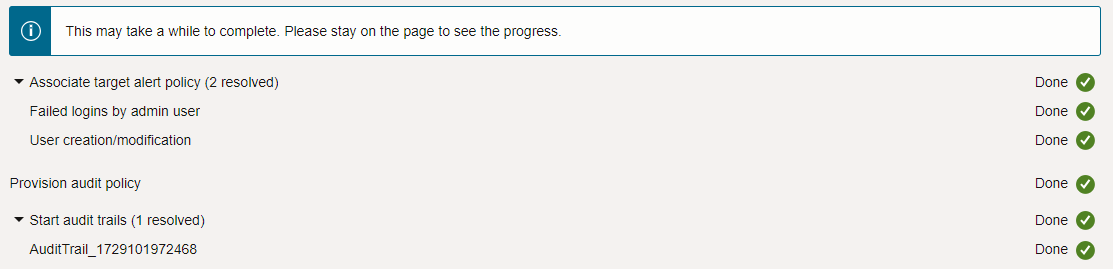 This may take a while to complete. Please stay on the page to see the progress.
Associate target alert policy (2 resolved) Done
Failed logins by admin user Done
User creation/modification Done
Provision audit policy Done
Start audit trails (1 resolved) Done
AuditTrail_1729101972468 Done